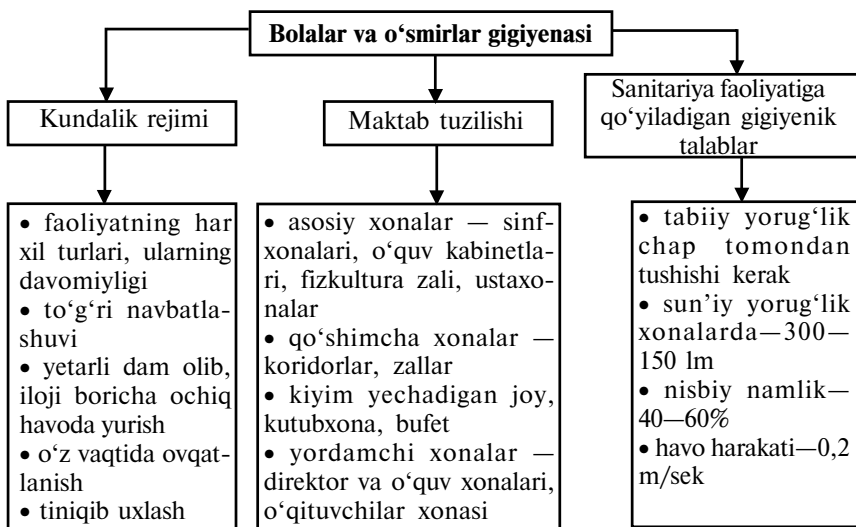 Bolalar va o‘smirlar gigiyenasi
Kundalik rejimi
Maktab tuzilishi
Sanitariya faoliyatiga
qo‘yiladigan gigiyenik
talablar
• faoliyatning har
xil turlari, ularning
davomiyligi
• to‘g‘ri navbatla-
shuvi
• yetarli dam olib,
iloji boricha ochiq
havoda yurish
• o‘z vaqtida ovqat-
lanish
• tiniqib uxlash
• asosiy xonalar — sinf-
xonalari, o‘quv kabinetla-
ri, fizkultura zali, ustaxo-
nalar
• qo‘shimcha xonalar —
koridorlar, zallar
• kiyim yechadigan joy,
kutubxona, bufet
• yordamchi xonalar —
direktor va o‘quv xonalari,
o‘qituvchilar xonasi
• tabiiy yorug‘lik
chap tomondan
tushishi kerak
• sun’iy yorug‘lik
xonalarda—300—
150 lm
• nisbiy namlik—
40—60%
• havo harakati—0,2
m/sek